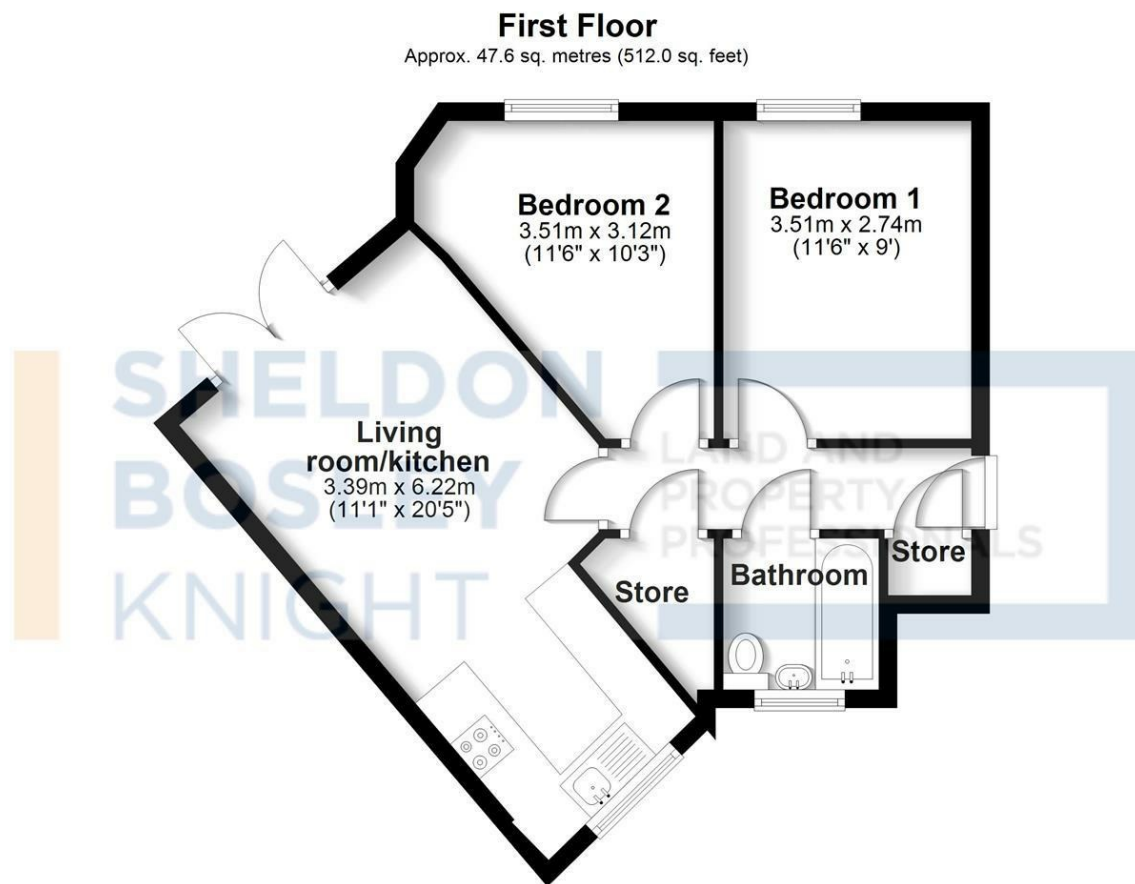 First Floor
Approx. 47.6 sq. metres (512.0 sq. feet)
Bedroom 2
3.51m x 3.12m
(11'6" x 10'3")
Bedroom 1
3.51m x 2.74m
(11'6" x 9')
Living
room/kitchen
3.39m x 6.22m
(11'1" x 20'5")
Store
Bathroom
Store
SHELDON
BOSLEY
KNIGHT
LAND AND
PROPERTY
PROFESSIONALS